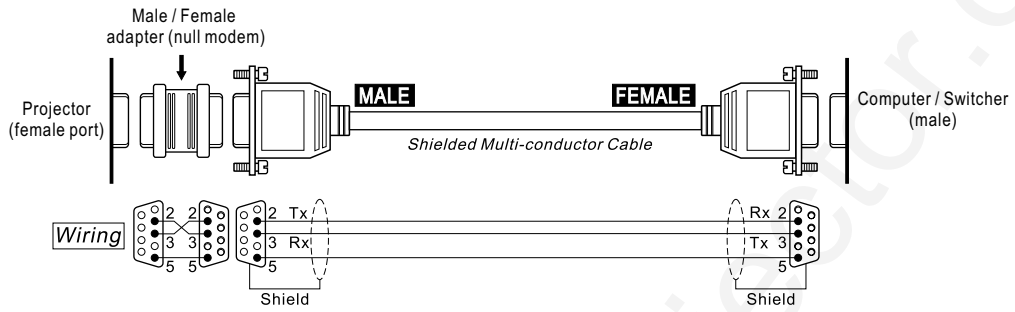 Male / Female
adapter (null modem)
MALE
FEMALE
Projector
(female port)
Computer / Switcher
(male)
Shielded Multi-conductor Cable
Wiring
2 2 2 Tx Rx 2
3 3 3 Rx Tx 3
5 5 5 5
Shield Shield